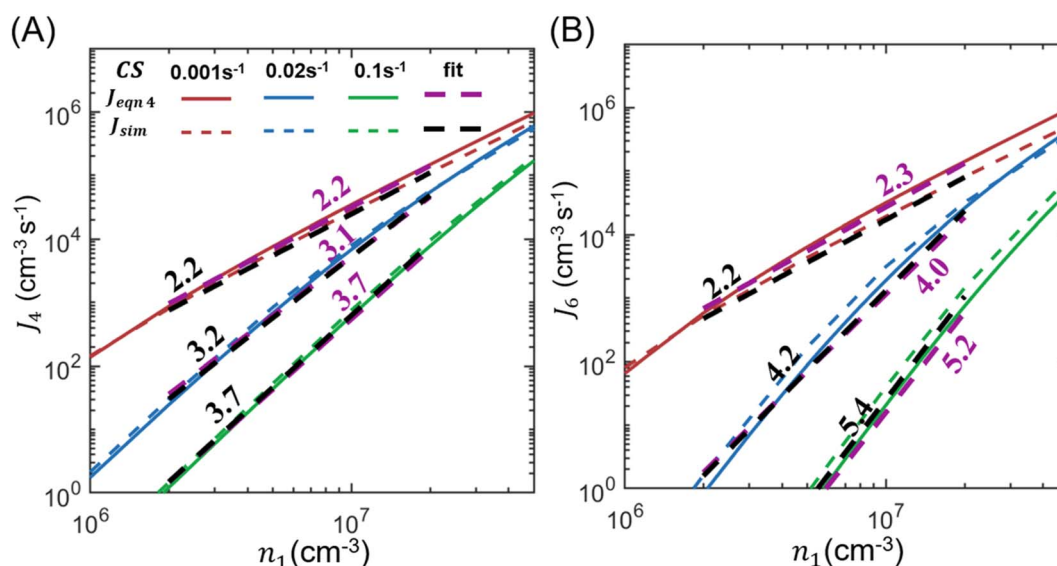 (A)
CS 0.001s⁻¹ 0.02s⁻¹ 0.1s⁻¹ fit
J_eqn 4
J_sim
10⁶
10⁴
10²
10⁰
J₄ (cm⁻³ s⁻¹)
2.2
2.2
3.1
3.2
3.7
3.7
10⁶ 10⁷
n₁(cm⁻³)
(B)
10⁶
10⁴
10²
10⁰
J₆ (cm⁻³ s⁻¹)
2.3
2.2
4.0
4.2
5.2
5.4
10⁶ 10⁷
n₁(cm⁻³)